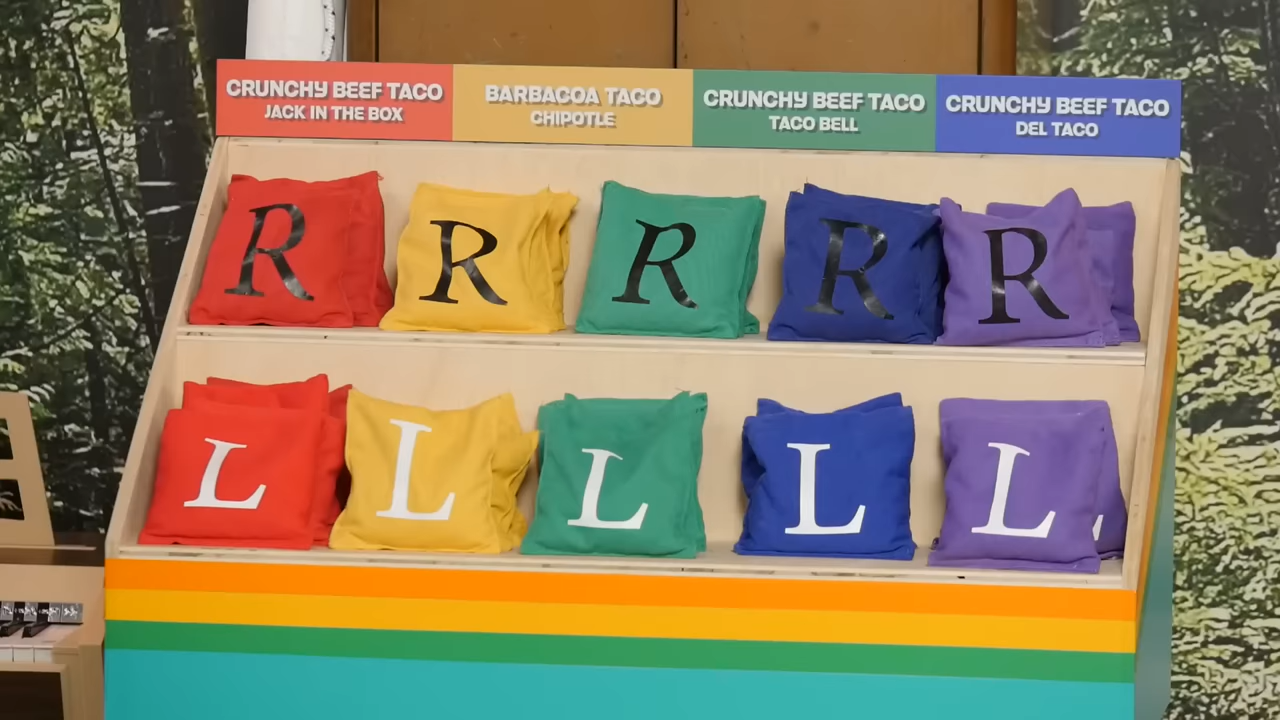 CRUNCHY BEEF TACO
JACK IN THE BOX
BARBACOA TACO
CHIPOTLE
CRUNCHY BEEF TACO
TACO BELL
CRUNCHY BEEF TACO
DEL TACO
R R R R R
L L L L L L